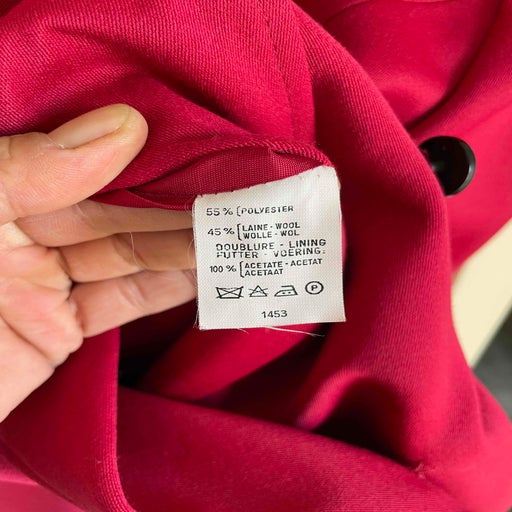 55% [POLYESTER
45% [LAINE - WOOL
WOLLE - WOL
DOUBLURE - LINING
FUTTER - VOERING:
100% [ACETATE - ACETAT
ACETAAT
P
1453